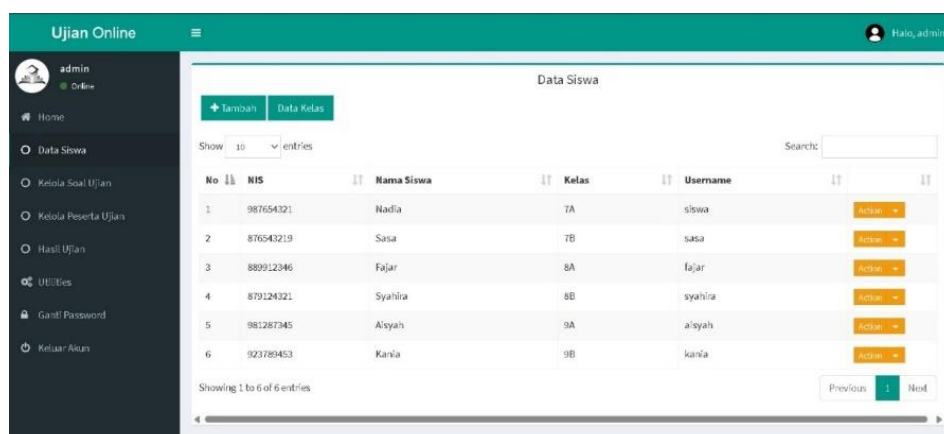 Ujian Online
Halo, admin
admin
Online
Home
Data Siswa
Kelola Soal Ujian
Kelola Peserta Ujian
Hasil Ujian
Utilities
Ganti Password
Keluar Akun
Data Siswa
Tambah Data Kelas
Show 10 entries Search:
No NIS Nama Siswa Kelas Username
1 987654321 Nadia 7A siswa Action
2 876543219 Sasa 7B sasa Action
3 889912346 Fajar 8A fajar Action
4 879124321 Syahira 8B syahira Action
5 981287345 Aisyah 9A aisyah Action
6 923789453 Kania 9B kania Action
Showing 1 to 6 of 6 entries Previous 1 Next